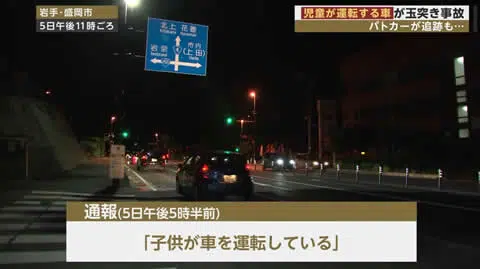 岩手・盛岡市
5日午後11時ごろ
児童が運転する車が玉突き事故
パトカーが追跡も…
北上 花巻
岩泉
市内
(上田)
通報(5日午後5時半前)
「子供が車を運転している」